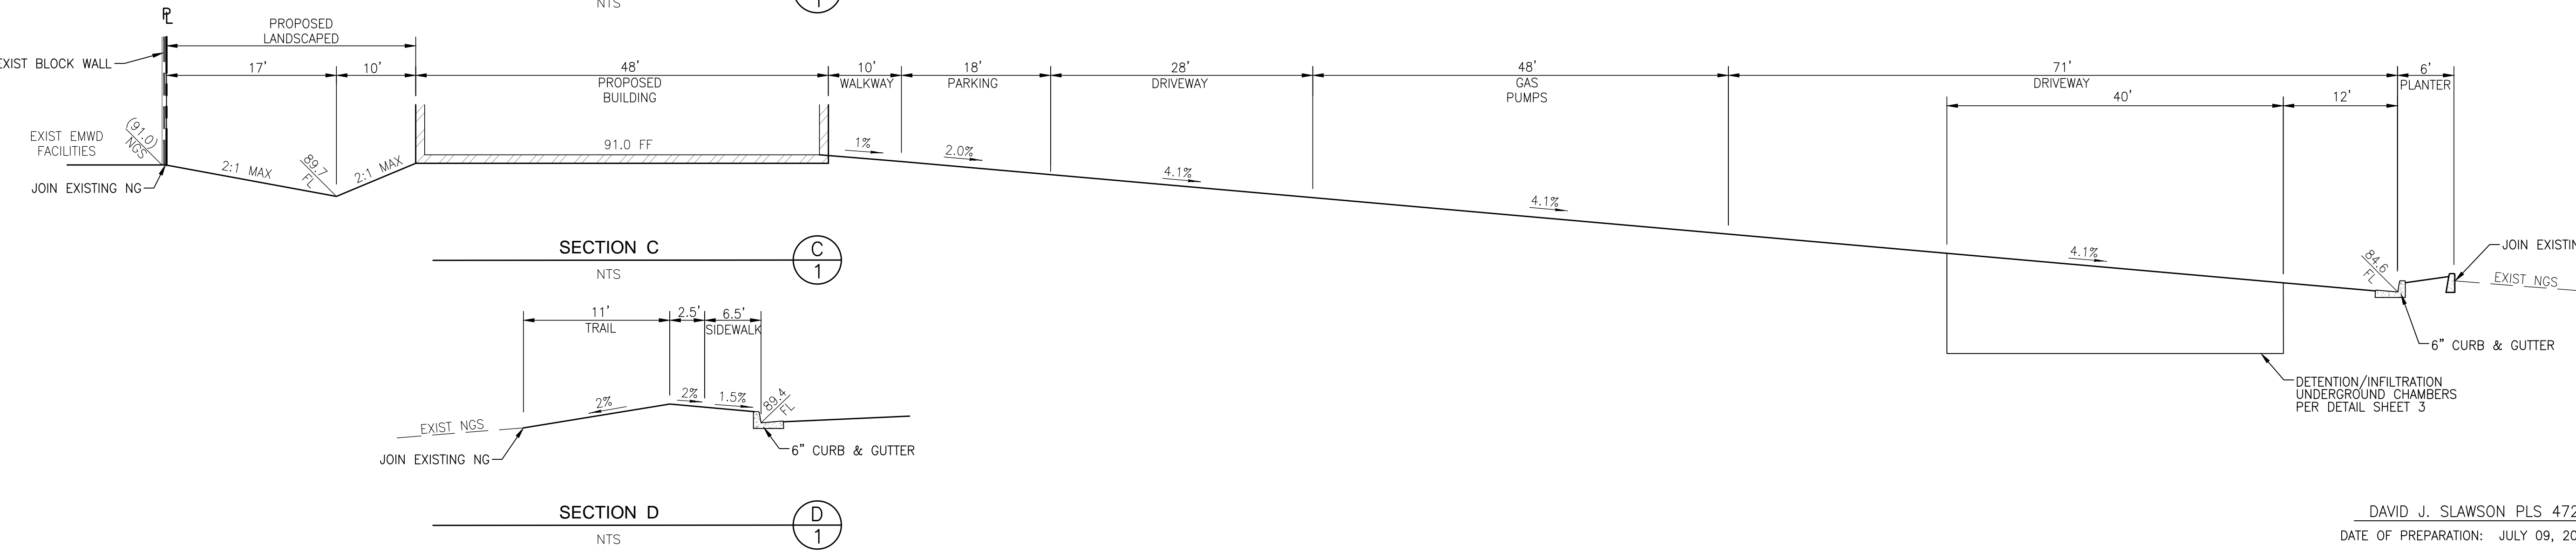 NTS
1
PL
PROPOSED
LANDSCAPED
EXIST BLOCK WALL
17'
10'
48'
PROPOSED
BUILDING
10'
WALKWAY
18'
PARKING
28'
DRIVEWAY
48'
GAS
PUMPS
71'
DRIVEWAY
6'
PLANTER
40'
12'
EXIST EMWD
FACILITIES
(91.0)
NGS
JOIN EXISTING NG
2:1 MAX
89.7
FL
2:1 MAX
91.0 FF
1%
2.0%
4.1%
4.1%
4.1%
84.6
FL
JOIN
EXIST NGS
6" CURB & GUTTER
DETENTION/INFILTRATION
UNDERGROUND CHAMBERS
PER DETAIL SHEET 3
SECTION C
NTS
C
1
11'
TRAIL
2.5'
6.5'
SIDEWALK
2%
2%
1.5%
89.4
FL
EXIST NGS
JOIN EXISTING NG
6" CURB & GUTTER
SECTION D
NTS
D
1
DAVID J. SLAWSON PLS
DATE OF PREPARATION: JULY 09,